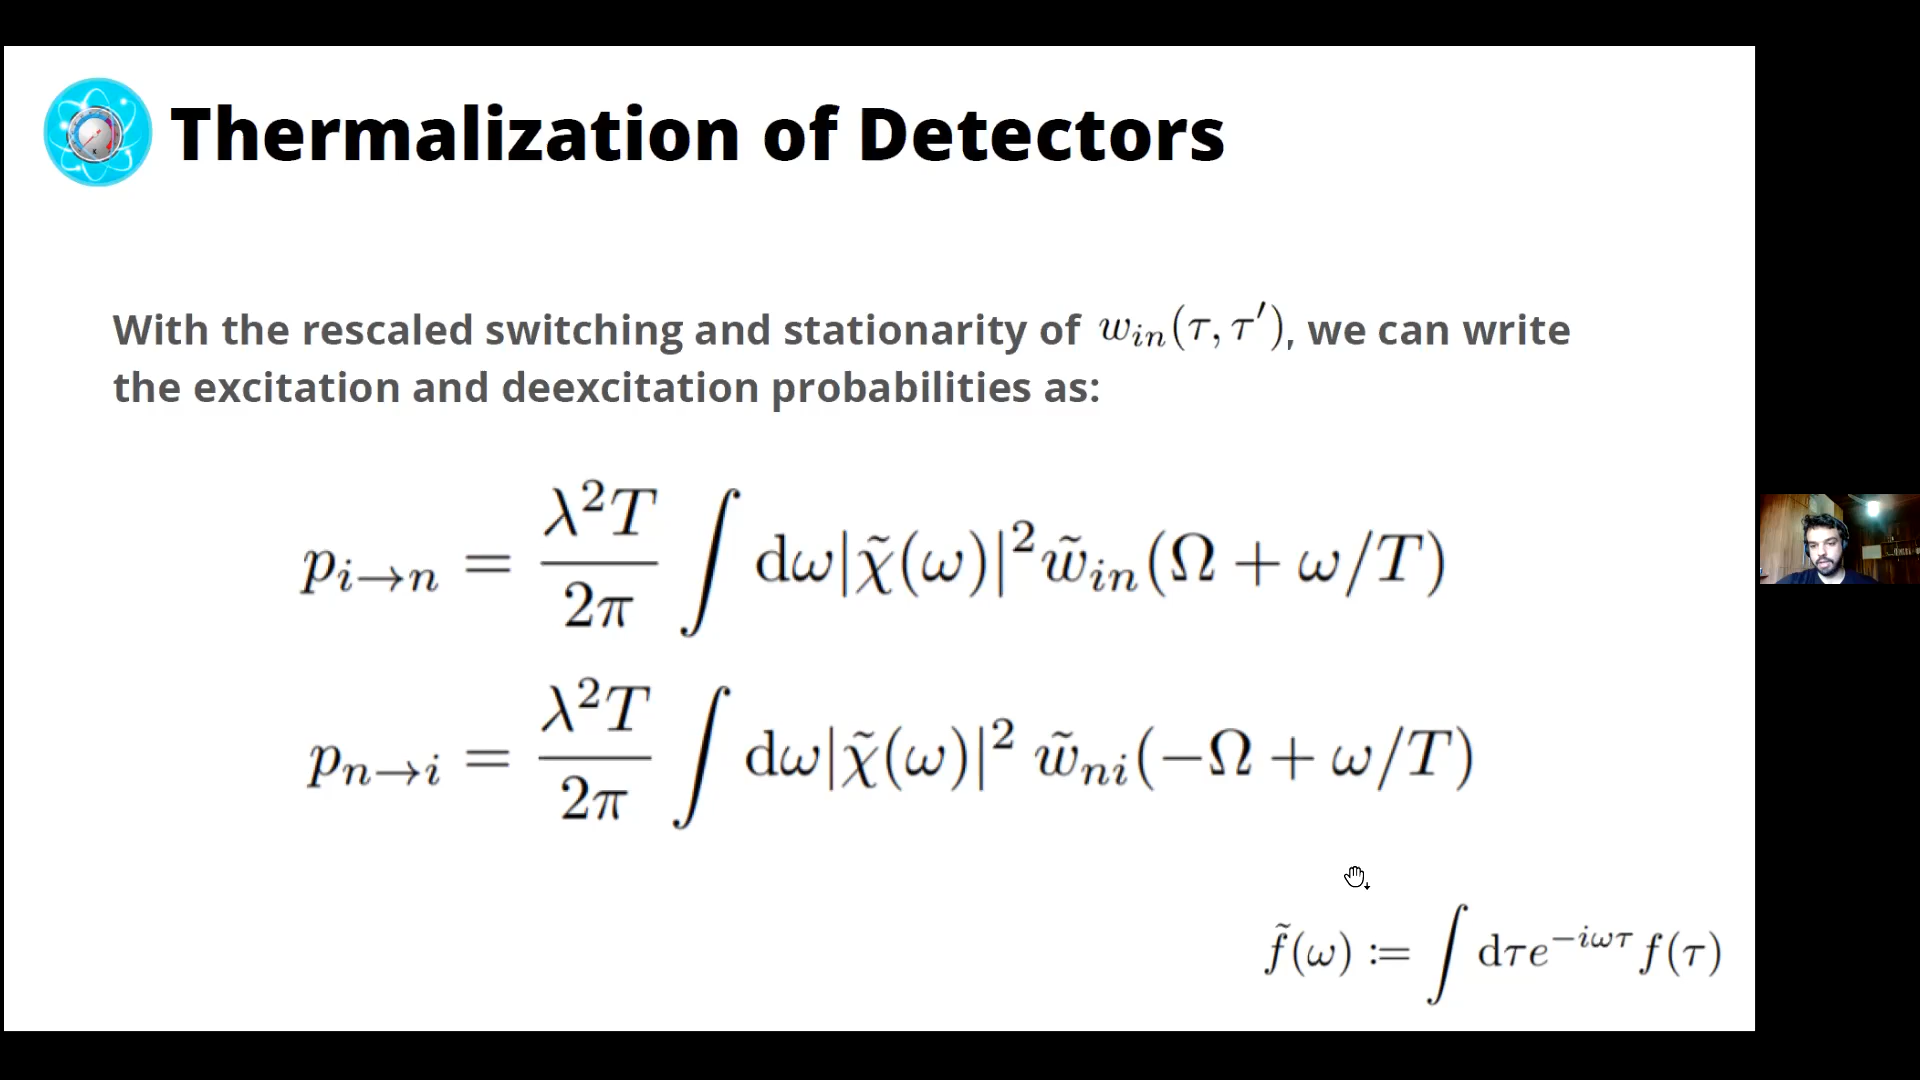 Thermalization of Detectors
With the rescaled switching and stationarity of $w_{in}(\tau, \tau')$, we can write
the excitation and deexcitation probabilities as:
$p_{i \to n} = \frac{\lambda^2 T}{2\pi} \int \mathrm{d}\omega |\tilde{\chi}(\omega)|^2 \tilde{w}_{in}(\Omega + \omega/T)$
$p_{n \to i} = \frac{\lambda^2 T}{2\pi} \int \mathrm{d}\omega |\tilde{\chi}(\omega)|^2 \tilde{w}_{ni}(-\Omega + \omega/T)$
$\tilde{f}(\omega) := \int \mathrm{d}\tau e^{-i\omega\tau} f(\tau)$